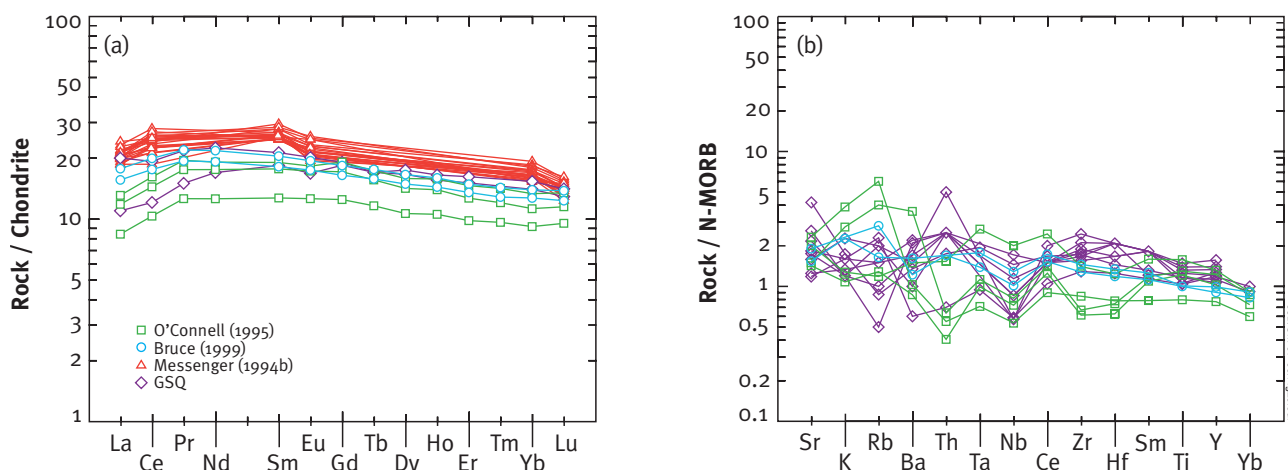 (a)
Rock / Chondrite
100
50
30
20
10
5
3
2
1
O'Connell (1995)
Bruce (1999)
Messenger (1994b)
GSQ
La Pr Sm Eu Tb Ho Tm Lu
Ce Nd Gd Dy Er Yb
(b)
Rock / N-MORB
100
50
20
10
5
2
1
0.5
0.2
0.1
Sr Rb Th Nb Zr Sm Y
K Ba Ta Ce Hf Ti Yb